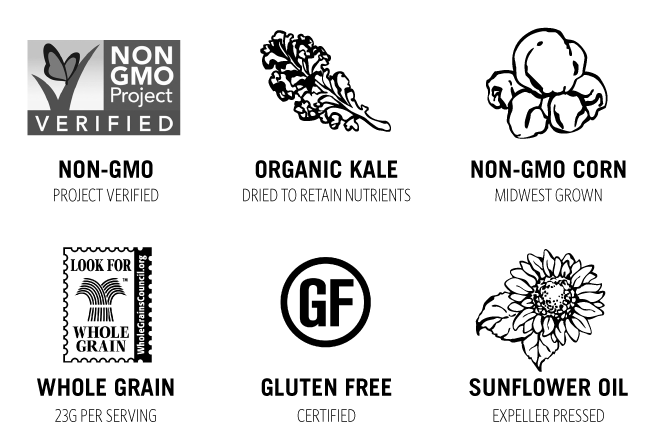 NON
GMO
Project
VERIFIED
NON-GMO
PROJECT VERIFIED
ORGANIC KALE
DRIED TO RETAIN NUTRIENTS
NON-GMO CORN
MIDWEST GROWN
LOOK FOR
TM
WHOLE
GRAIN
WholeGrainsCouncil.org
WHOLE GRAIN
23G PER SERVING
GF
GLUTEN FREE
CERTIFIED
SUNFLOWER OIL
EXPELLER PRESSED